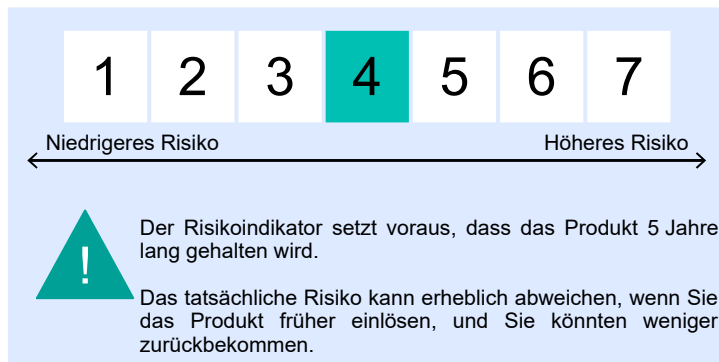 1 2 3 4 5 6 7
Niedrigeres Risiko Höheres Risiko
!
Der Risikoindikator setzt voraus, dass das Produkt 5 Jahre
lang gehalten wird.
Das tatsächliche Risiko kann erheblich abweichen, wenn Sie
das Produkt früher einlösen, und Sie könnten weniger
zurückbekommen.